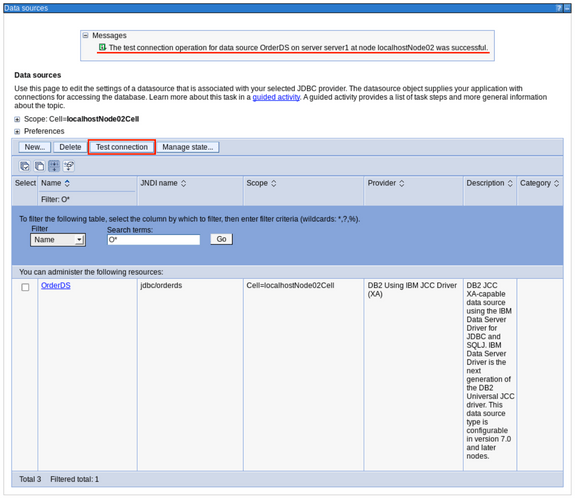 Data sources
? –
Messages
The test connection operation for data source OrderDS on server server1 at node localhostNode02 was successful.
Data sources
Use this page to edit the settings of a datasource that is associated with your selected JDBC provider. The datasource object supplies your application with
connections for accessing the database. Learn more about this task in a guided activity. A guided activity provides a list of task steps and more general information
about the topic.
Scope: Cell=localhostNode02Cell
Preferences
New... Delete Test connection Manage state...
Select Name JNDI name Scope Provider Description Category
Filter: O*
To filter the following table, select the column by which to filter, then enter filter criteria (wildcards: *,?,%).
Filter Search terms:
Name O* Go
You can administer the following resources:
OrderDS jdbc/orderds Cell=localhostNode02Cell DB2 Using IBM JCC Driver DB2 JCC
(XA) XA-capable
data source
using the IBM
Data Server
Driver for
JDBC and
SQLJ. IBM
Data Server
Driver is the
next
generation of
the DB2
Universal JCC
driver. This
data source
type is
configurable
in version 7.0
and later
nodes.
Total 3 Filtered total: 1